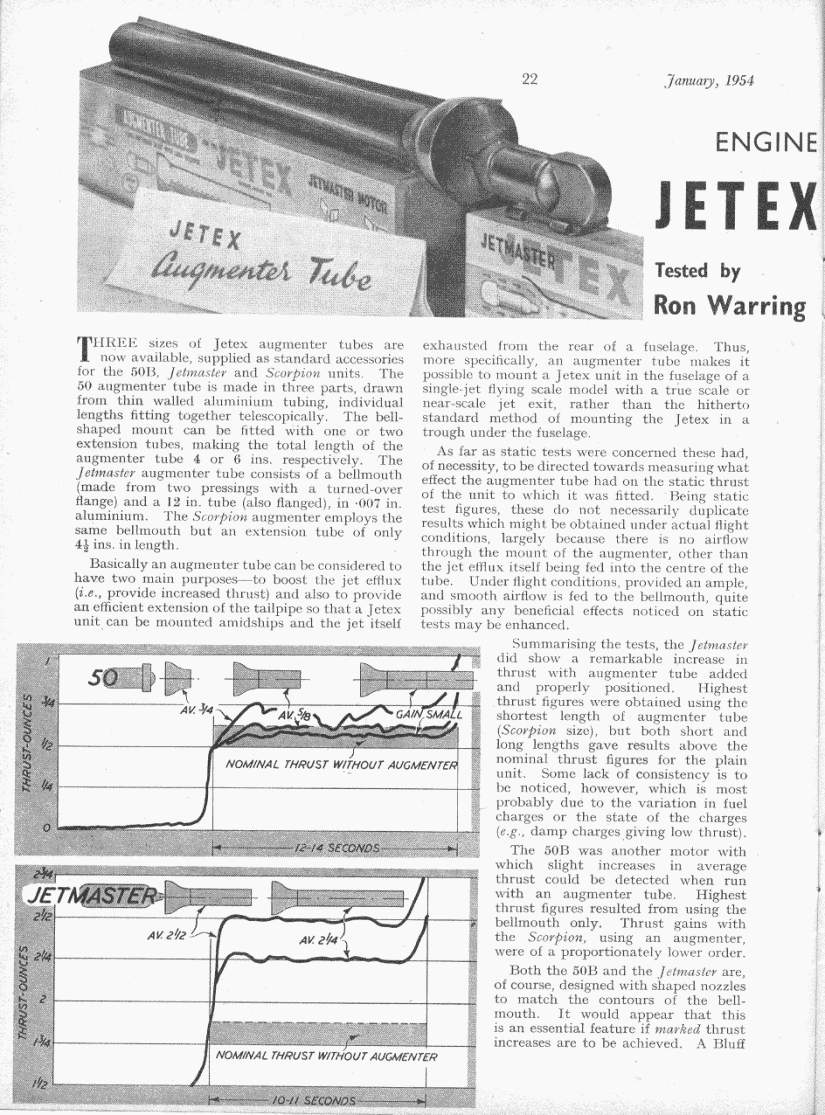 22
January, 1954
ENGINE
JETEX
Tested by
Ron Warring
AUGMENTER TUBE
JETEX
JETMASTER MOTOR
JETEX
Augmenter Tube
JETMASTER
JETEX
THREE sizes of Jetex augmenter tubes are
now available, supplied as standard accessories
for the 50B, Jetmaster and Scorpion units. The
50 augmenter tube is made in three parts, drawn
from thin walled aluminium tubing, individual
lengths fitting together telescopically. The bell-
shaped mount can be fitted with one or two
extension tubes, making the total length of the
augmenter tube 4 or 6 ins. respectively. The
Jetmaster augmenter tube consists of a bellmouth
(made from two pressings with a turned-over
flange) and a 12 in. tube (also flanged), in ·007 in.
aluminium. The Scorpion augmenter employs the
same bellmouth but an extension tube of only
4½ ins. in length.
Basically an augmenter tube can be considered to
have two main purposes—to boost the jet efflux
(i.e., provide increased thrust) and also to provide
an efficient extension of the tailpipe so that a Jetex
unit can be mounted amidships and the jet itself
exhausted from the rear of a fuselage. Thus,
more specifically, an augmenter tube makes it
possible to mount a Jetex unit in the fuselage of a
single-jet flying scale model with a true scale or
near-scale jet exit, rather than the hitherto
standard method of mounting the Jetex in a
trough under the fuselage.
As far as static tests were concerned these had,
of necessity, to be directed towards measuring what
effect the augmenter tube had on the static thrust
of the unit to which it was fitted. Being static
test figures, these do not necessarily duplicate
results which might be obtained under actual flight
conditions, largely because there is no airflow
through the mount of the augmenter, other than
the jet efflux itself being fed into the centre of the
tube. Under flight conditions, provided an ample,
and smooth airflow is fed to the bellmouth, quite
possibly any beneficial effects noticed on static
tests may be enhanced.
Summarising the tests, the Jetmaster
did show a remarkable increase in
thrust with augmenter tube added
and properly positioned. Highest
thrust figures were obtained using the
shortest length of augmenter tube
(Scorpion size), but both short and
long lengths gave results above the
nominal thrust figures for the plain
unit. Some lack of consistency is to
be noticed, however, which is most
probably due to the variation in fuel
charges or the state of the charges
(e.g., damp charges giving low thrust).
The 50B was another motor with
which slight increases in average
thrust could be detected when run
with an augmenter tube. Highest
thrust figures resulted from using the
bellmouth only. Thrust gains with
the Scorpion, using an augmenter,
were of a proportionately lower order.
Both the 50B and the Jetmaster are,
of course, designed with shaped nozzles
to match the contours of the bell-
mouth. It would appear that this
is an essential feature if marked thrust
increases are to be achieved. A Bluff
THRUST-OUNCES
1
3/4
1/2
1/4
0
50
AV. 3/4
AV. 5/8
GAIN SMALL
NOMINAL THRUST WITHOUT AUGMENTER
12-14 SECONDS
THRUST-OUNCES
2 3/4
2 1/2
2 1/4
2
1 3/4
1 1/2
JETMASTER
AV. 2 1/2
AV. 2 1/4
NOMINAL THRUST WITHOUT AUGMENTER
10-11 SECONDS